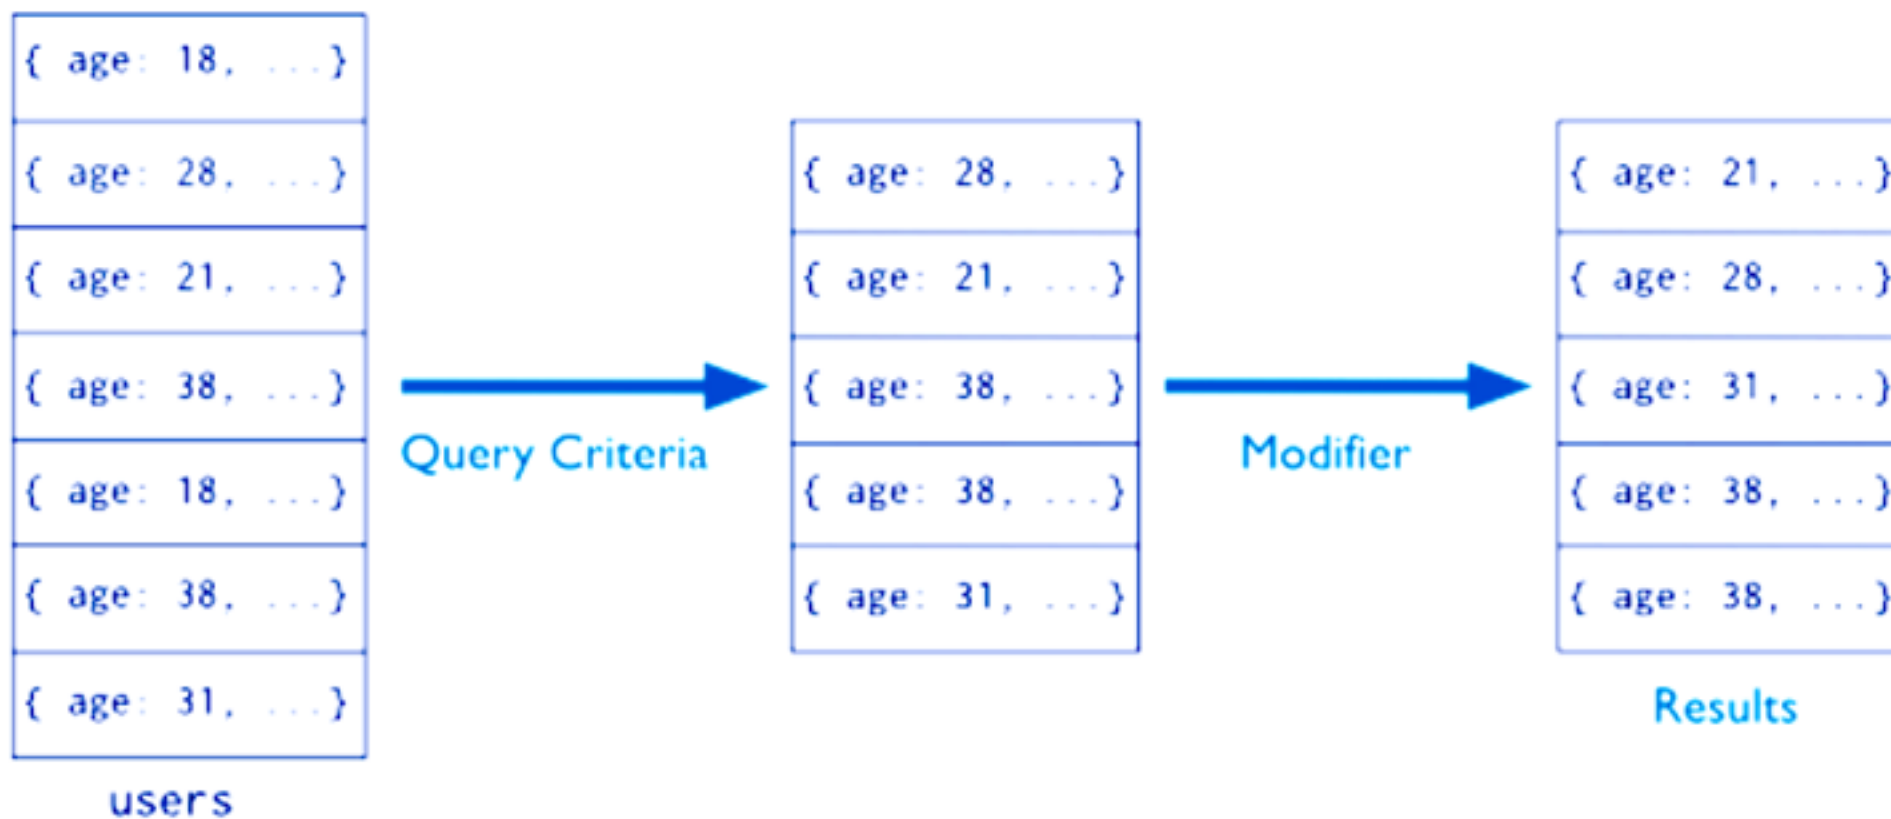 { age: 18, ...}
{ age: 28, ...}
{ age: 21, ...}
{ age: 38, ...}
{ age: 18, ...}
{ age: 38, ...}
{ age: 31, ...}
users
Query Criteria
{ age: 28, ...}
{ age: 21, ...}
{ age: 38, ...}
{ age: 38, ...}
{ age: 31, ...}
Modifier
{ age: 21, ...}
{ age: 28, ...}
{ age: 31, ...}
{ age: 38, ...}
{ age: 38, ...}
Results